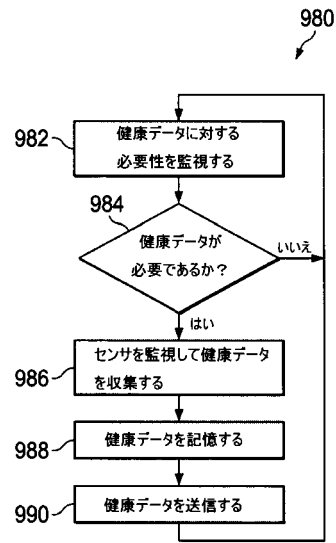 980
982
健康データに対する
必要性を監視する
984
健康データが
必要であるか?
いいえ
はい
986
センサを監視して健康データ
を収集する
988
健康データを記憶する
990
健康データを送信する